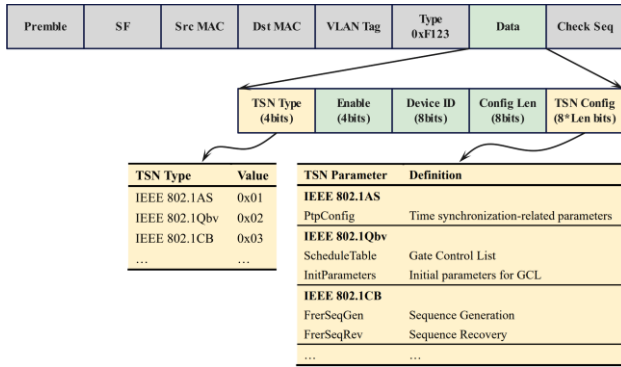 Premble SF Src MAC Dst MAC VLAN Tag Type 0xF123 Data Check Seq
TSN Type (4bits) Enable (4bits) Device ID (8bits) Config Len (8bits) TSN Config (8*Len bits)
TSN Type Value
IEEE 802.1AS 0x01
IEEE 802.1Qbv 0x02
IEEE 802.1CB 0x03
… …
TSN Parameter Definition
IEEE 802.1AS
PtpConfig Time synchronization-related parameters
IEEE 802.1Qbv
ScheduleTable Gate Control List
InitParameters Initial parameters for GCL
IEEE 802.1CB
FrerSeqGen Sequence Generation
FrerSeqRev Sequence Recovery
… …